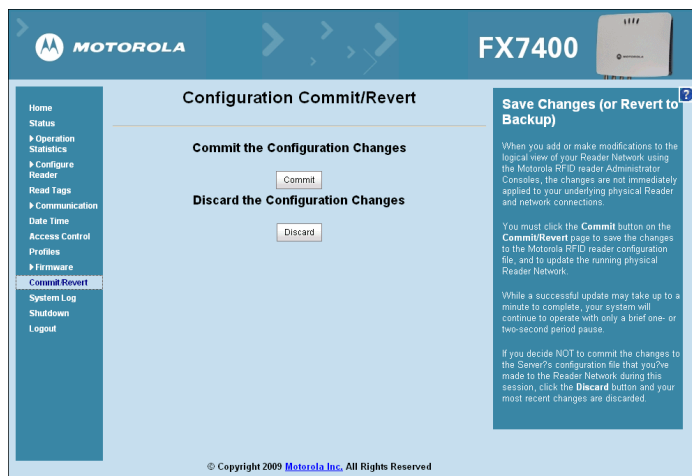 MOTOROLA
FX7400
MOTOROLA
Home
Status
Operation
Statistics
Configure
Reader
Read Tags
Communication
Date Time
Access Control
Profiles
Firmware
Commit/Revert
System Log
Shutdown
Logout
Configuration Commit/Revert
Commit the Configuration Changes
Commit
Discard the Configuration Changes
Discard
?
Save Changes (or Revert to
Backup)
When you add or make modifications to the
logical view of your Reader Network using
the Motorola RFID reader Administrator
Consoles, the changes are not immediately
applied to your underlying physical Reader
and network connections.
You must click the Commit button on the
Commit/Revert page to save the changes
to the Motorola RFID reader configuration
file, and to update the running physical
Reader Network.
While a successful update may take up to a
minute to complete, your system will
continue to operate with only a brief one- or
two-second period pause.
If you decide NOT to commit the changes to
the Server?s configuration file that you?ve
made to the Reader Network during this
session, click the Discard button and your
most recent changes are discarded.
© Copyright 2009 Motorola Inc. All Rights Reserved